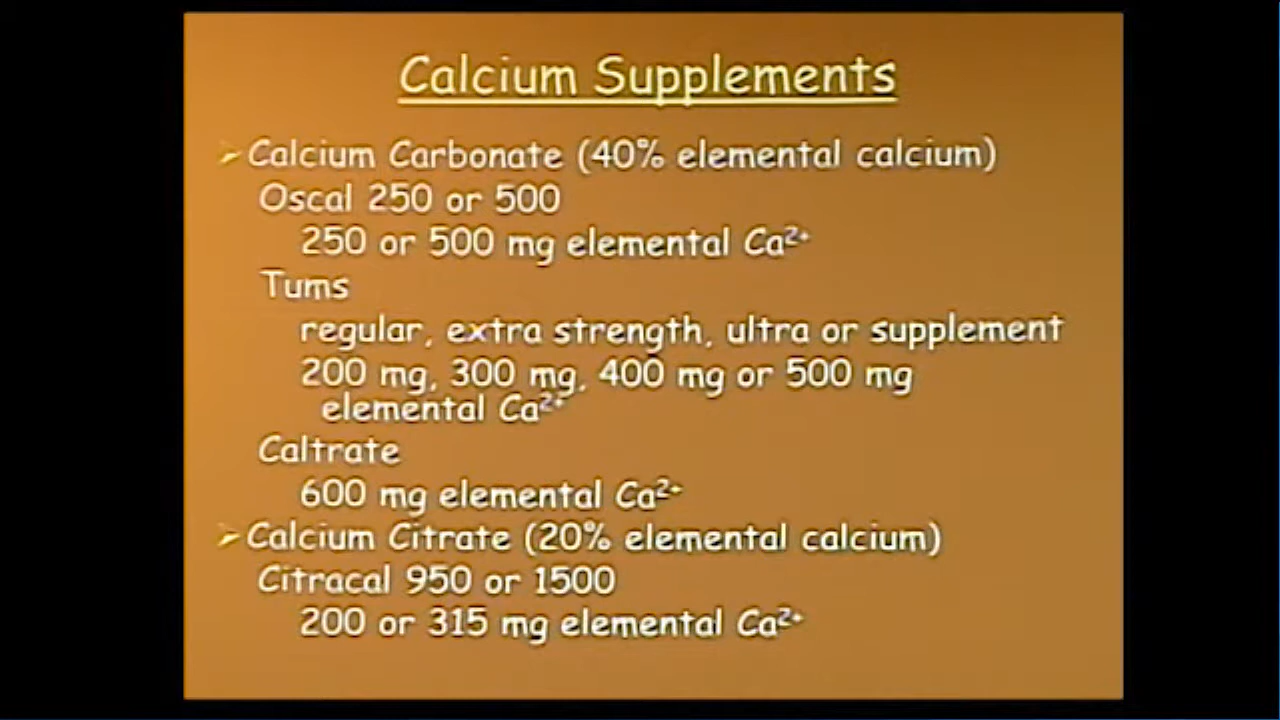 Calcium Supplements
➢Calcium Carbonate (40% elemental calcium)
Oscal 250 or 500
250 or 500 mg elemental Ca²⁺
Tums
regular, extra strength, ultra or supplement
200 mg, 300 mg, 400 mg or 500 mg
elemental Ca²⁺
Caltrate
600 mg elemental Ca²⁺
➢Calcium Citrate (20% elemental calcium)
Citracal 950 or 1500
200 or 315 mg elemental Ca²⁺